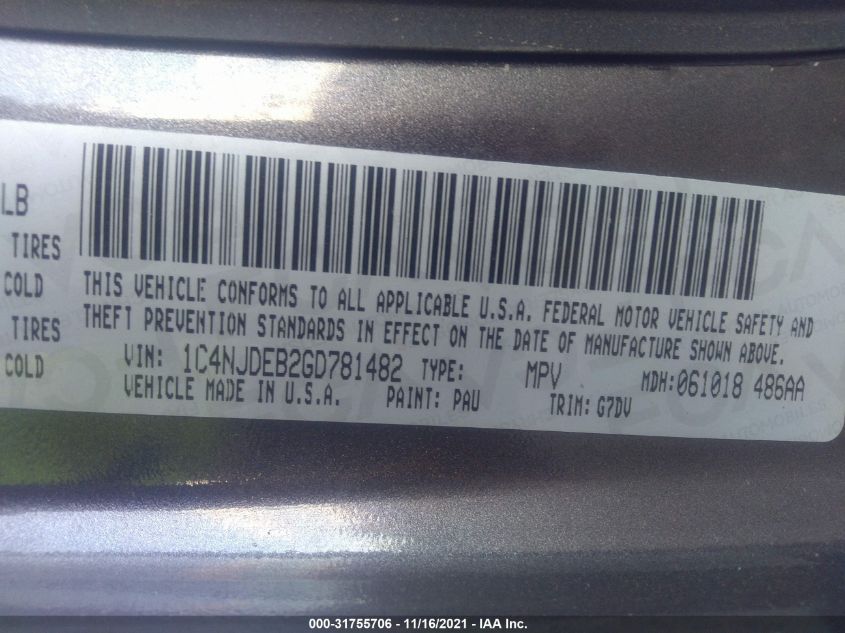 LB
TIRES
COLD
TIRES
COLD
THIS VEHICLE CONFORMS TO ALL APPLICABLE U.S.A. FEDERAL MOTOR VEHICLE SAFETY AND
THEFT PREVENTION STANDARDS IN EFFECT ON THE DATE OF MANUFACTURE SHOWN ABOVE.
VIN: 1C4NJDEB2GD781482 TYPE: MPV MDH:061018 486AA
VEHICLE MADE IN U.S.A. PAINT: PAU TRIM: G7DV
000-31755706 - 11/16/2021 - IAA Inc.